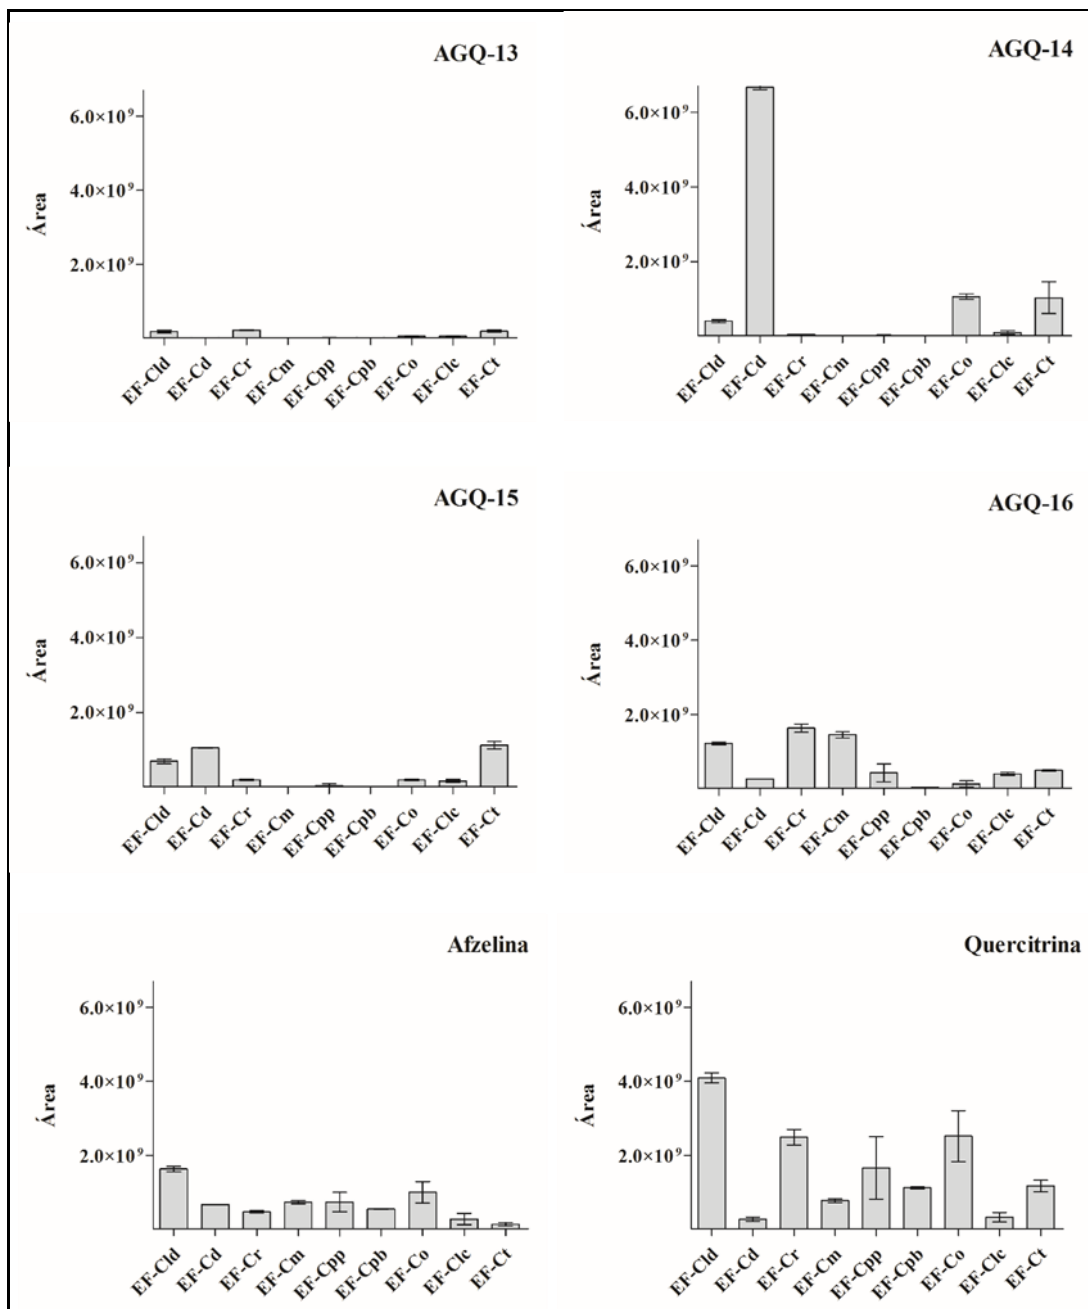 AGQ-13
6.0×10⁹
4.0×10⁹
2.0×10⁹
Área
EF-Cld EF-Cd EF-Cr EF-Cm EF-Cpp EF-Cpb EF-Co EF-Clc EF-Ct
AGQ-14
6.0×10⁹
4.0×10⁹
2.0×10⁹
Área
EF-Cld EF-Cd EF-Cr EF-Cm EF-Cpp EF-Cpb EF-Co EF-Clc EF-Ct
AGQ-15
6.0×10⁹
4.0×10⁹
2.0×10⁹
Área
EF-Cld EF-Cd EF-Cr EF-Cm EF-Cpp EF-Cpb EF-Co EF-Clc EF-Ct
AGQ-16
6.0×10⁹
4.0×10⁹
2.0×10⁹
Área
EF-Cld EF-Cd EF-Cr EF-Cm EF-Cpp EF-Cpb EF-Co EF-Clc EF-Ct
Afzelina
6.0×10⁹
4.0×10⁹
2.0×10⁹
Área
EF-Cld EF-Cd EF-Cr EF-Cm EF-Cpp EF-Cpb EF-Co EF-Clc EF-Ct
Quercitrina
6.0×10⁹
4.0×10⁹
2.0×10⁹
Área
EF-Cld EF-Cd EF-Cr EF-Cm EF-Cpp EF-Cpb EF-Co EF-Clc EF-Ct